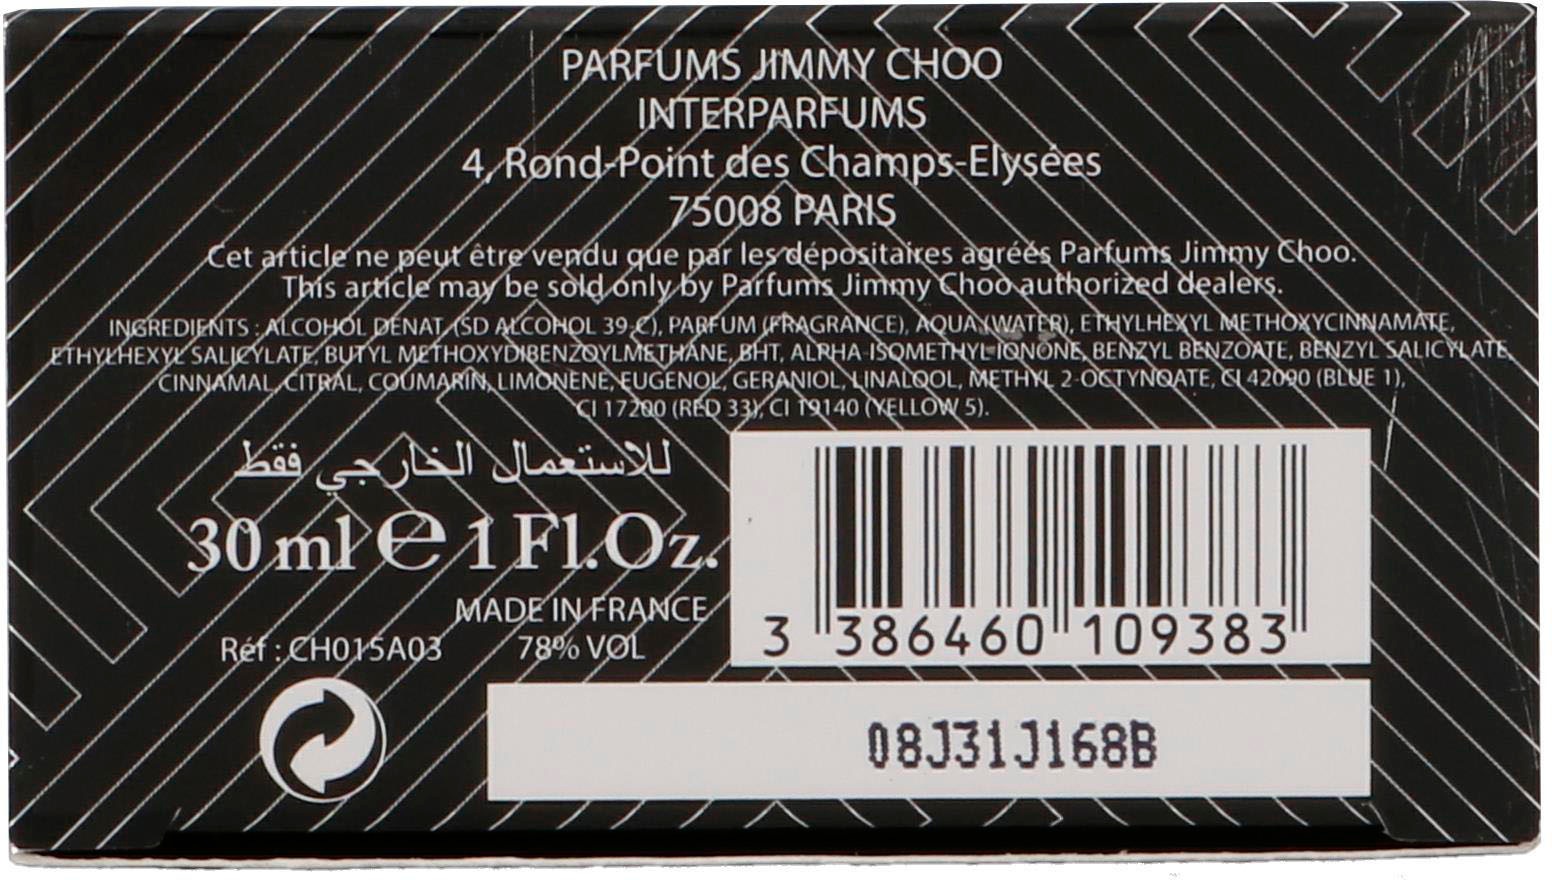 PARFUMS JIMMY CHOO
INTERPARFUMS
4, Rond-Point des Champs-Elysées
75008 PARIS
Cet article ne peut être vendu que par les dépositaires agréés Parfums Jimmy Choo.
This article may be sold only by Parfums Jimmy Choo authorized dealers.
INGREDIENTS : ALCOHOL DENAT. (SD ALCOHOL 39-C), PARFUM (FRAGRANCE), AQUA (WATER), ETHYLHEXYL METHOXYCINNAMATE,
ETHYLHEXYL SALICYLATE, BUTYL METHOXYDIBENZOYLMETHANE, BHT, ALPHA-ISOMETHYL IONONE, BENZYL BENZOATE, BENZYL SALICYLATE,
CINNAMAL, CITRAL, COUMARIN, LIMONENE, EUGENOL, GERANIOL, LINALOOL, METHYL 2-OCTYNOATE, CI 42090 (BLUE 1),
CI 17200 (RED 33), CI 19140 (YELLOW 5).
للاستعمال الخارجي فقط
30 ml ℮ 1 Fl.Oz.
MADE IN FRANCE
Réf : CH015A03 78% VOL
3 386460 109383
08J31J168B